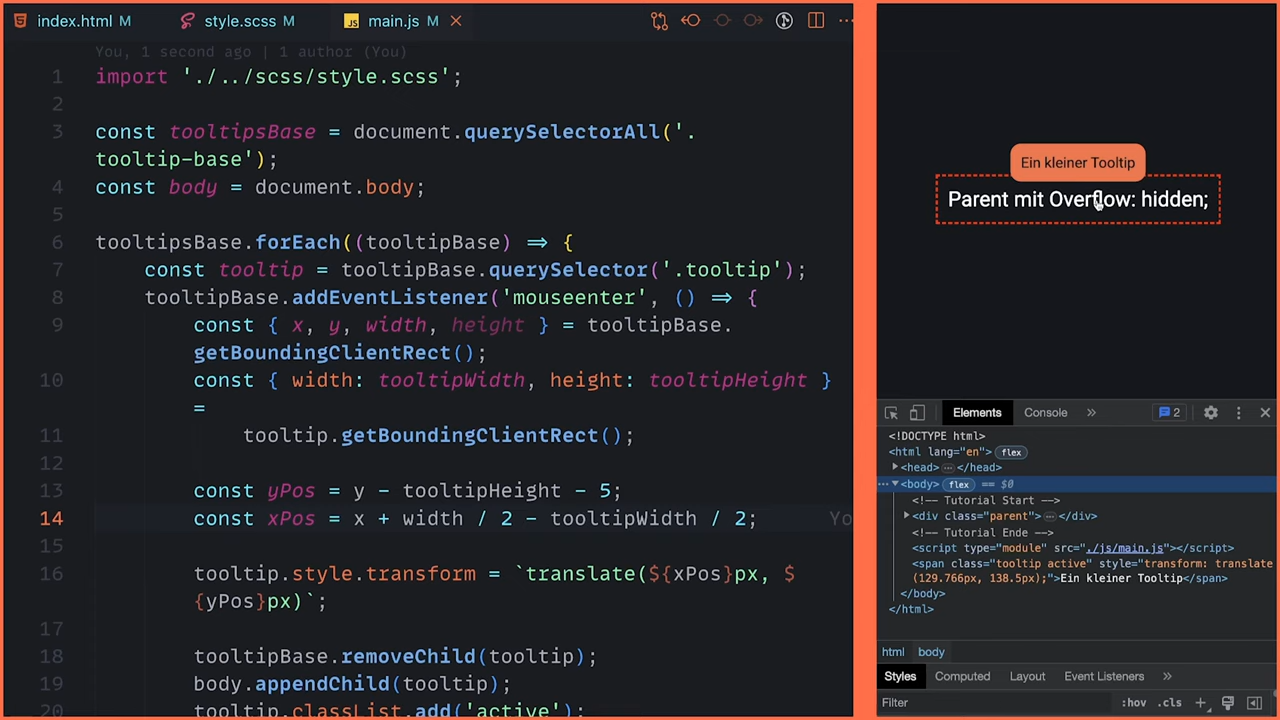 index.html M
style.scss M
JS main.js M
You, 1 second ago | 1 author (You)
1 import './../scss/style.scss';
2
3 const tooltipsBase = document.querySelectorAll('.
tooltip-base');
4 const body = document.body;
5
6 tooltipsBase.forEach((tooltipBase) => {
7 const tooltip = tooltipBase.querySelector('.tooltip');
8 tooltipBase.addEventListener('mouseenter', () => {
9 const { x, y, width, height } = tooltipBase.
getBoundingClientRect();
10 const { width: tooltipWidth, height: tooltipHeight }
=
11 tooltip.getBoundingClientRect();
12
13 const yPos = y - tooltipHeight - 5;
14 const xPos = x + width / 2 - tooltipWidth / 2; Yo
15
16 tooltip.style.transform = `translate(${xPos}px, $
{yPos}px)`;
17
18 tooltipBase.removeChild(tooltip);
19 body.appendChild(tooltip);
20 tooltip.classList.add('active');
Ein kleiner Tooltip
Parent mit Overflow: hidden;
Elements Console » 2
<!DOCTYPE html>
<html lang="en"> flex
<head> … </head>
… <body> flex == $0
<!-- Tutorial Start -->
<div class="parent"> … </div>
<!-- Tutorial Ende -->
<script type="module" src="./js/main.js"></script>
<span class="tooltip active" style="transform: translate
(129.766px, 138.5px);">Ein kleiner Tooltip</span>
</body>
</html>
html body
Styles Computed Layout Event Listeners »
Filter :hov .cls +